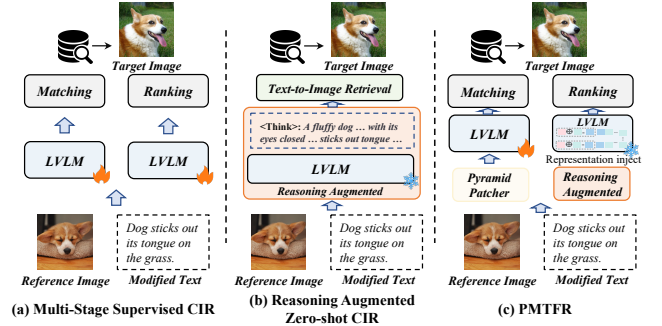 Target Image
Matching
Ranking
LVLM
LVLM
Dog sticks out
its tongue on
the grass.
Reference Image
Modified Text
(a) Multi-Stage Supervised CIR
Target Image
Text-to-Image Retrieval
<Think>: A fluffy dog … with its
eyes closed … sticks out tongue …
LVLM
Reasoning Augmented
Dog sticks out
its tongue on
the grass.
Reference Image
Modified Text
(b) Reasoning Augmented
Zero-shot CIR
Target Image
Matching
Ranking
LVLM
LVLM
Representation inject
Pyramid
Patcher
Reasoning
Augmented
Dog sticks out
its tongue on
the grass.
Reference Image
Modified Text
(c) PMTFR